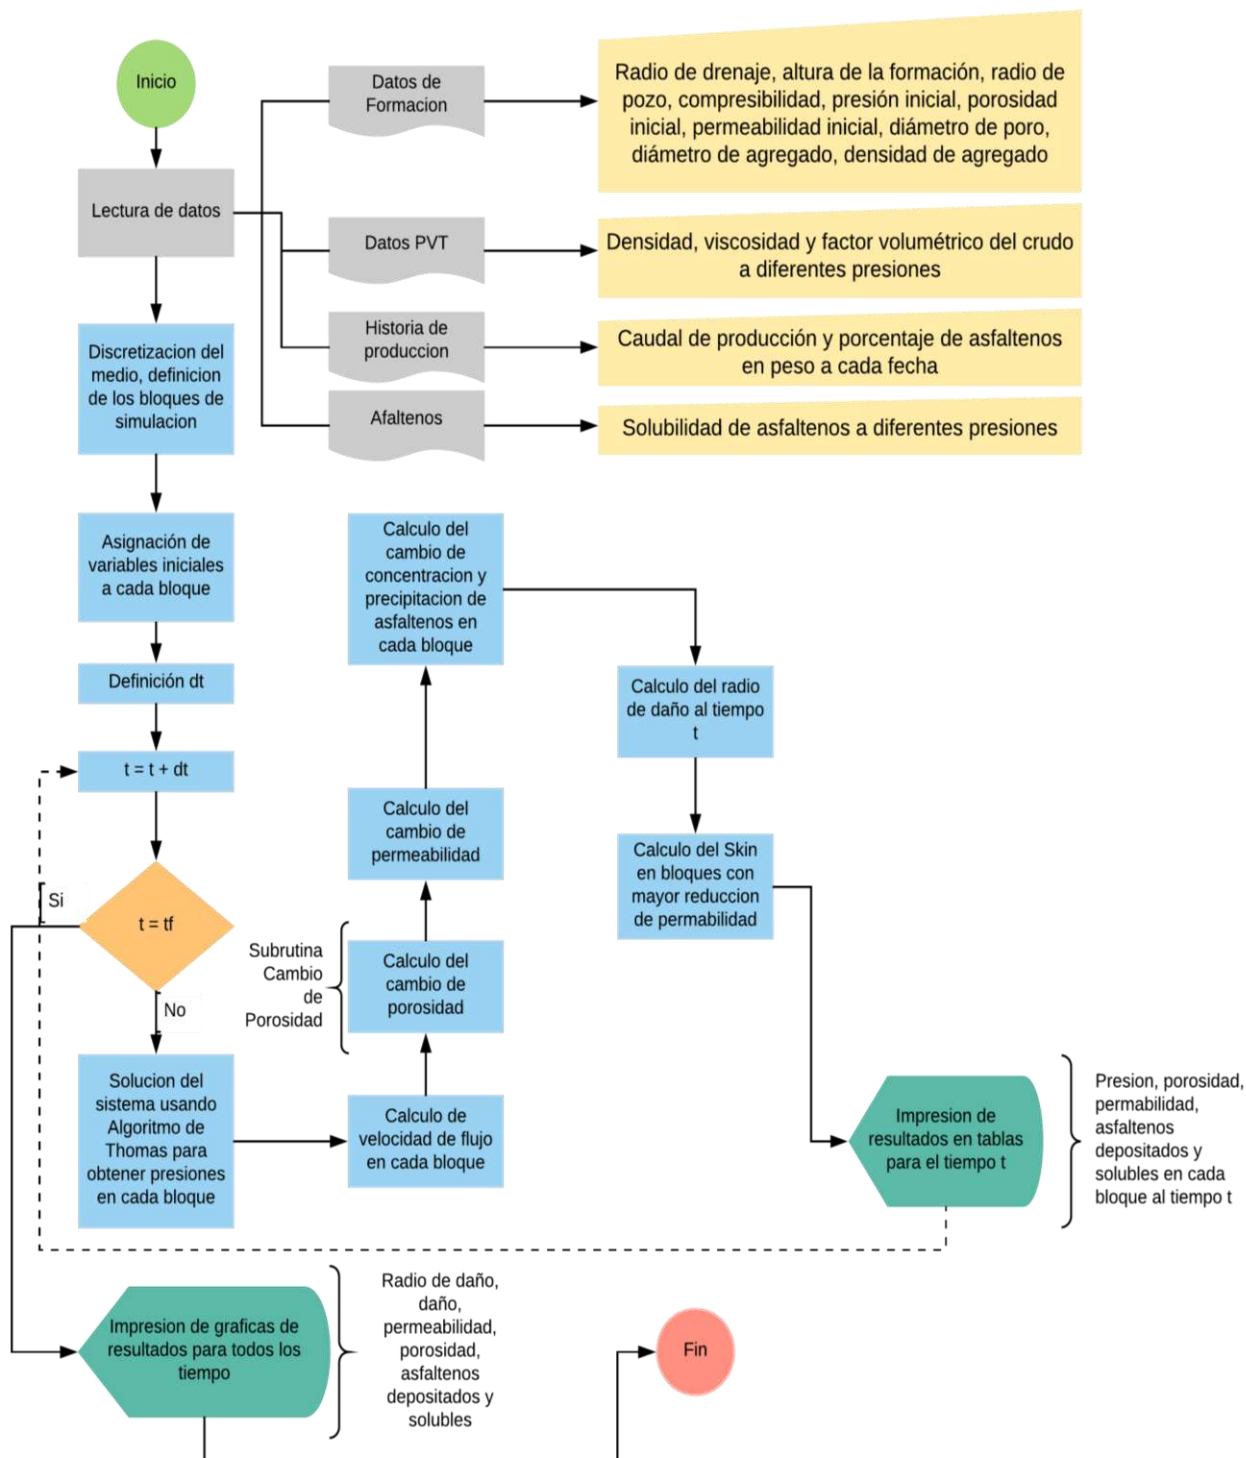 Inicio
Lectura de datos
Datos de
Formacion
Radio de drenaje, altura de la formación, radio de
pozo, compresibilidad, presión inicial, porosidad
inicial, permeabilidad inicial, diámetro de poro,
diámetro de agregado, densidad de agregado
Datos PVT
Densidad, viscosidad y factor volumétrico del crudo
a diferentes presiones
Historia de
produccion
Caudal de producción y porcentaje de asfaltenos
en peso a cada fecha
Afaltenos
Solubilidad de asfaltenos a diferentes presiones
Discretizacion del
medio, definicion
de los bloques de
simulacion
Asignación de
variables iniciales
a cada bloque
Definición dt
t = t + dt
t = tf
Si
No
Solucion del
sistema usando
Algoritmo de
Thomas para
obtener presiones
en cada bloque
Calculo de
velocidad de flujo
en cada bloque
Subrutina
Cambio
de
Porosidad
Calculo del
cambio de
porosidad
Calculo del
cambio de
permeabilidad
Calculo del
cambio de
concentracion y
precipitacion de
asfaltenos en
cada bloque
Calculo del radio
de daño al tiempo
t
Calculo del Skin
en bloques con
mayor reduccion
de permabilidad
Impresion de
resultados en tablas
para el tiempo t
Presion, porosidad,
permabilidad,
asfaltenos
depositados y
solubles en cada
bloque al tiempo t
Impresion de graficas de
resultados para todos los
tiempo
Radio de daño,
daño,
permeabilidad,
porosidad,
asfaltenos
depositados y
solubles
Fin